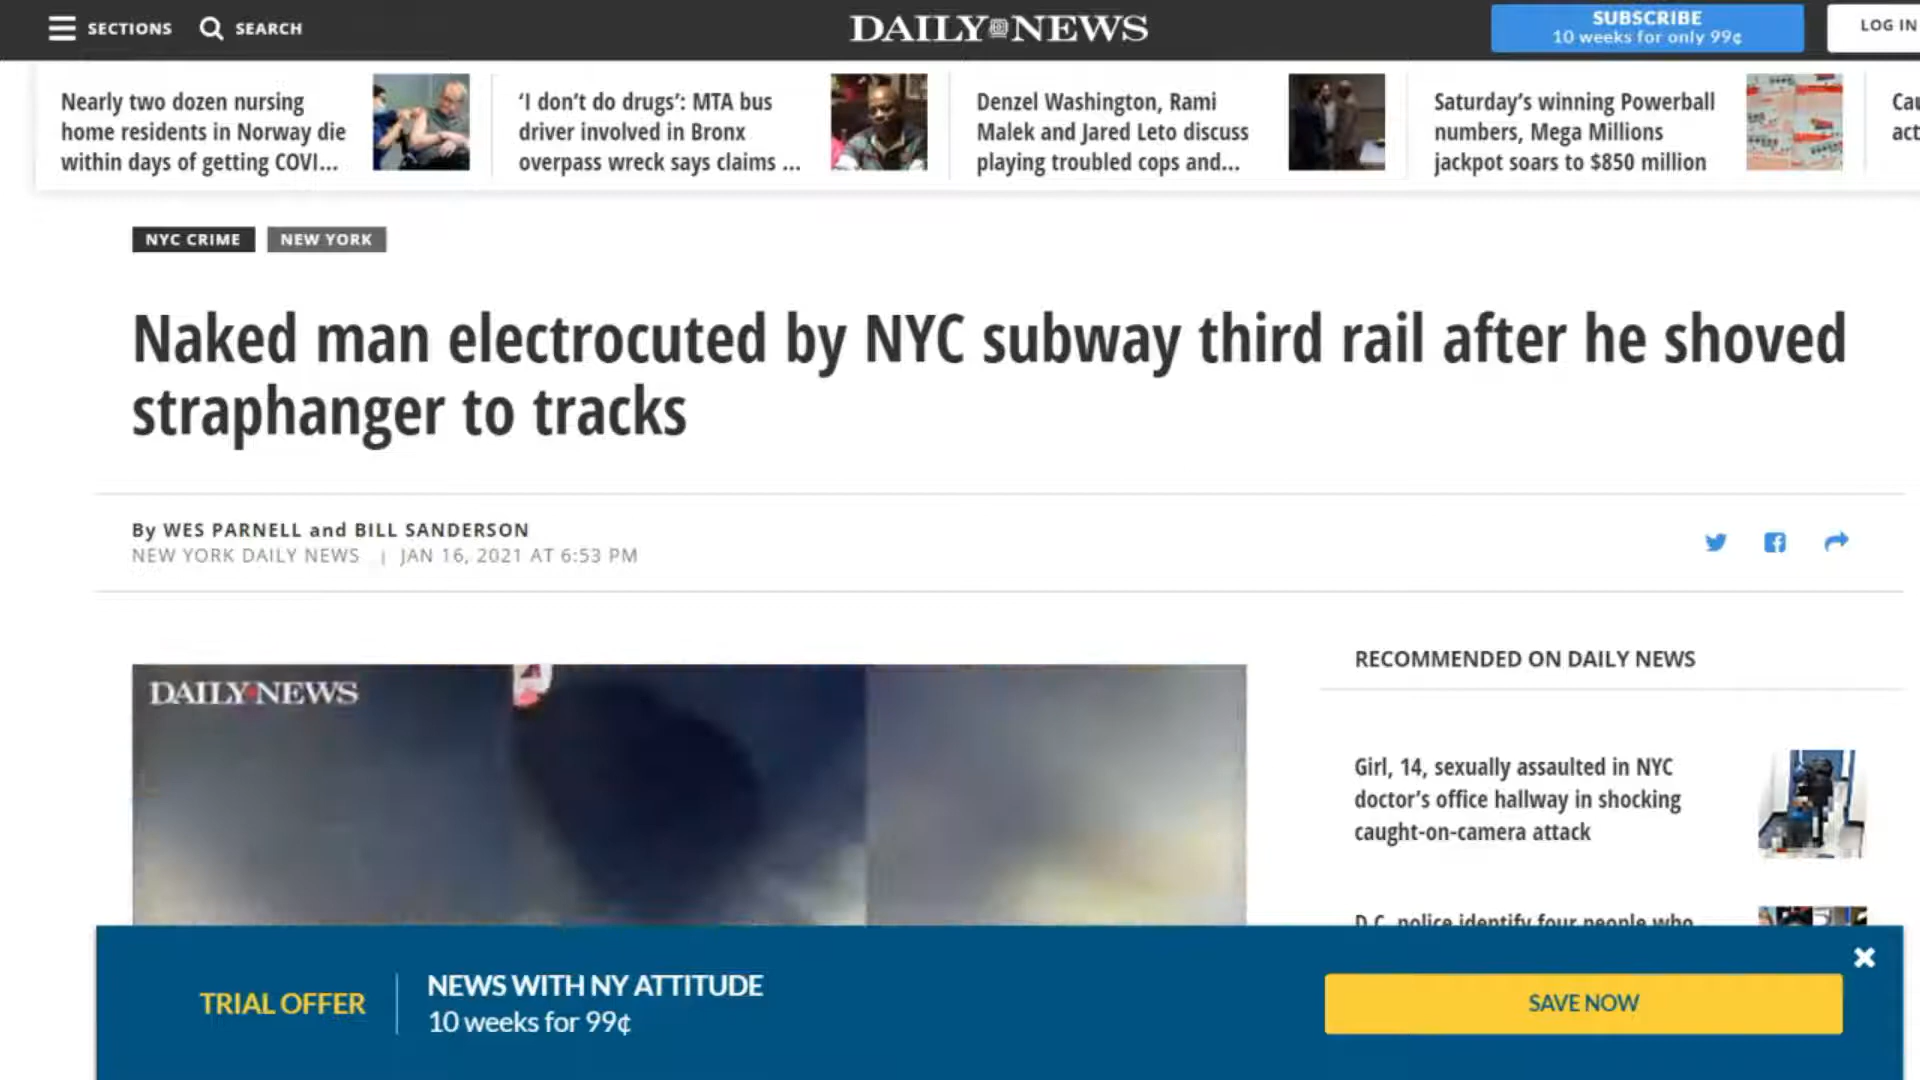 SECTIONS
SEARCH
DAILY NEWS
SUBSCRIBE
10 weeks for only 99¢
LOG IN
Nearly two dozen nursing
home residents in Norway die
within days of getting COVI...
‘I don’t do drugs’: MTA bus
driver involved in Bronx
overpass wreck says claims ...
Denzel Washington, Rami
Malek and Jared Leto discuss
playing troubled cops and...
Saturday’s winning Powerball
numbers, Mega Millions
jackpot soars to $850 million
NYC CRIME
NEW YORK
Naked man electrocuted by NYC subway third rail after he shoved
straphanger to tracks
By WES PARNELL and BILL SANDERSON
NEW YORK DAILY NEWS | JAN 16, 2021 AT 6:53 PM
DAILY NEWS
RECOMMENDED ON DAILY NEWS
Girl, 14, sexually assaulted in NYC
doctor’s office hallway in shocking
caught-on-camera attack
D.C. police identify four people who
TRIAL OFFER
NEWS WITH NY ATTITUDE
10 weeks for 99¢
SAVE NOW